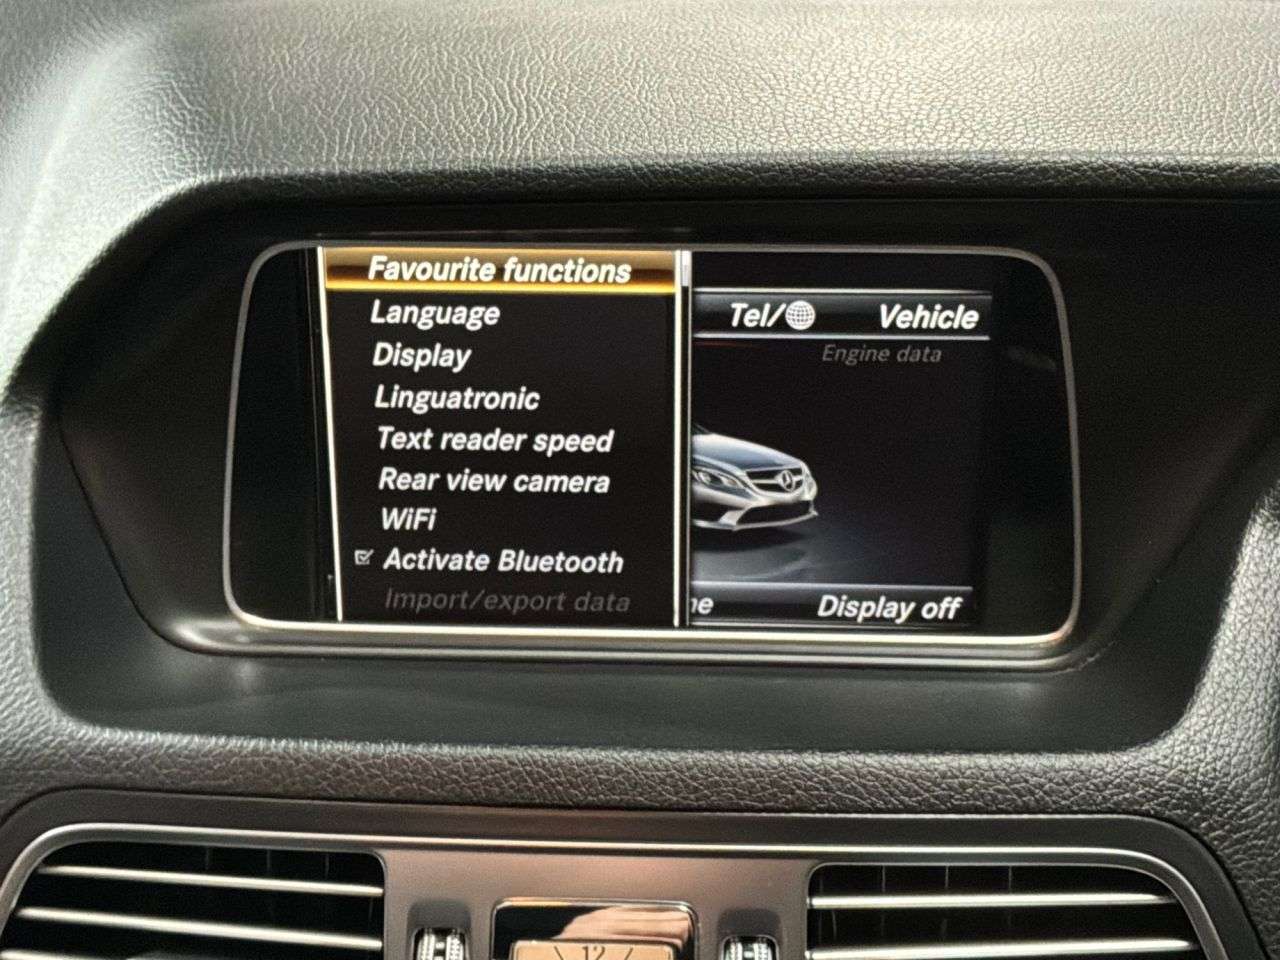 Favourite functions
Language
Display
Linguatronic
Text reader speed
Rear view camera
WiFi
Activate Bluetooth
Import/export data
Tel/ Vehicle
Engine data
Display off
12